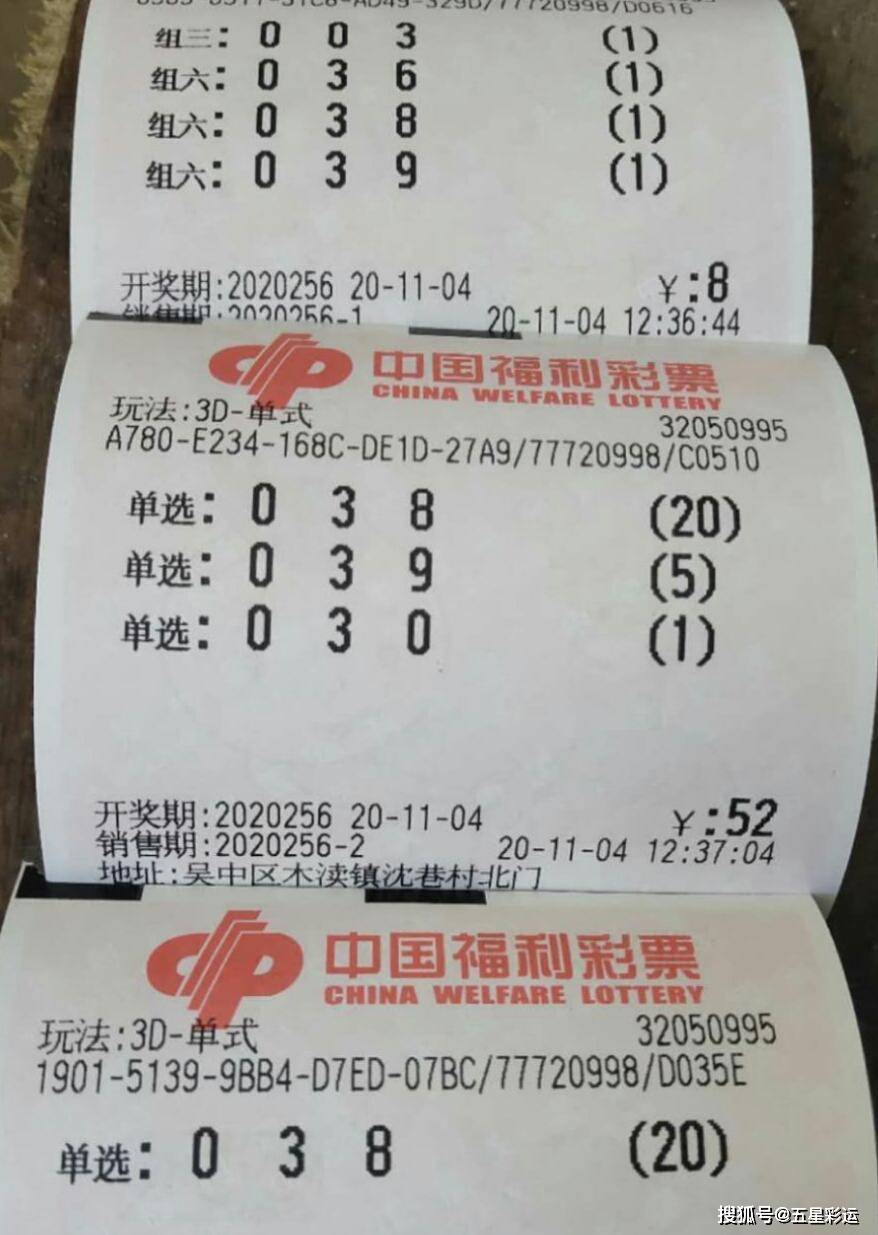 组三: 0 0 3 (1)
组六: 0 3 6 (1)
组六: 0 3 8 (1)
组六: 0 3 9 (1)
开奖期:2020256 20-11-04 ¥:8
销售期:2020256-1 20-11-04 12:36:44
中国福利彩票
CHINA WELFARE LOTTERY
玩法:3D-单式 32050995
A780-E234-168C-DE1D-27A9/77720998/C0510
单选: 0 3 8 (20)
单选: 0 3 9 (5)
单选: 0 3 0 (1)
开奖期:2020256 20-11-04 ¥:52
销售期:2020256-2 20-11-04 12:37:04
地址:吴中区木渎镇沈巷村北门
中国福利彩票
CHINA WELFARE LOTTERY
玩法:3D-单式 32050995
1901-5139-9BB4-D7ED-07BC/77720998/D035E
单选: 0 3 8 (20)
搜狐号@五星彩运